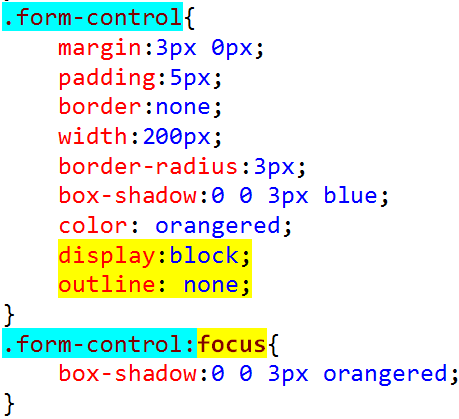 .form-control{
margin:3px 0px;
padding:5px;
border:none;
width:200px;
border-radius:3px;
box-shadow:0 0 3px blue;
color: orangered;
display:block;
outline: none;
}
.form-control:focus{
box-shadow:0 0 3px orangered;
}